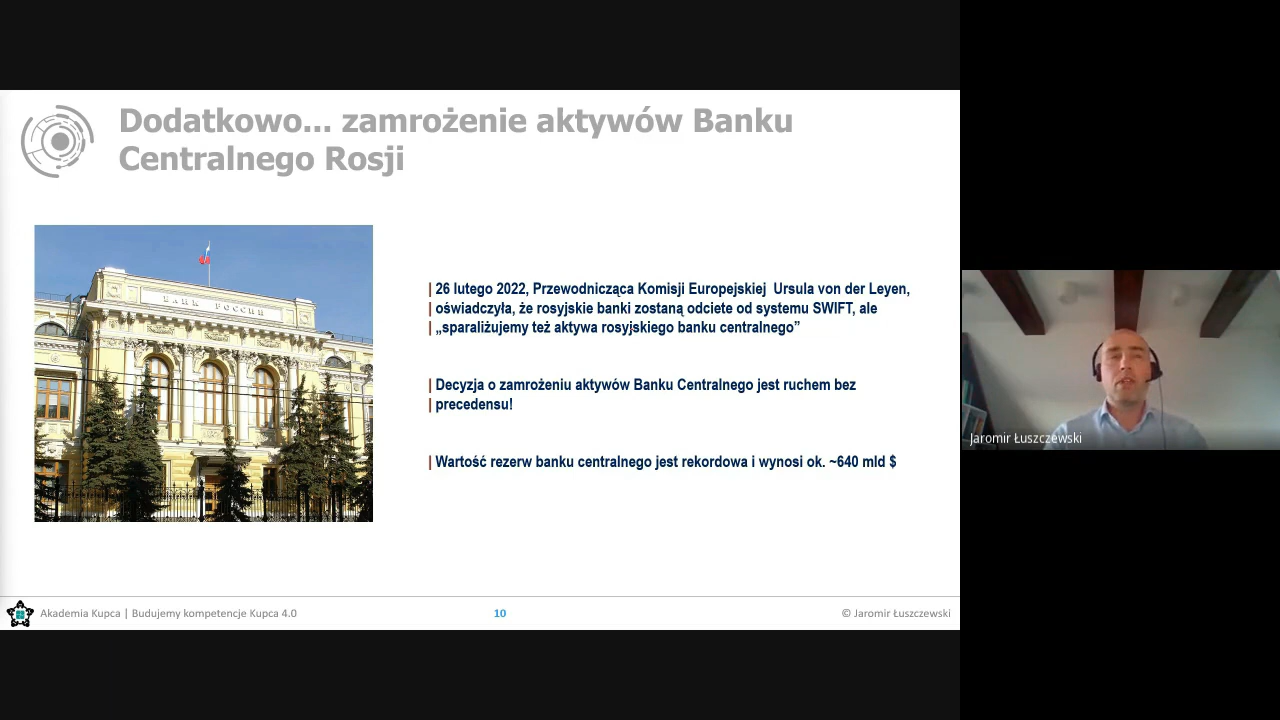 Dodatkowo... zamrożenie aktywów Banku
Centralnego Rosji
БАНК РОССИИ
| 26 lutego 2022, Przewodnicząca Komisji Europejskiej Ursula von der Leyen,
| oświadczyła, że rosyjskie banki zostaną odciete od systemu SWIFT, ale
| „sparaliżujemy też aktywa rosyjskiego banku centralnego”
| Decyzja o zamrożeniu aktywów Banku Centralnego jest ruchem bez
| precedensu!
| Wartość rezerw banku centralnego jest rekordowa i wynosi ok. ~640 mld $
Jaromir Łuszczewski
Akademia Kupca | Budujemy kompetencje Kupca 4.0
10
© Jaromir Łuszczewski